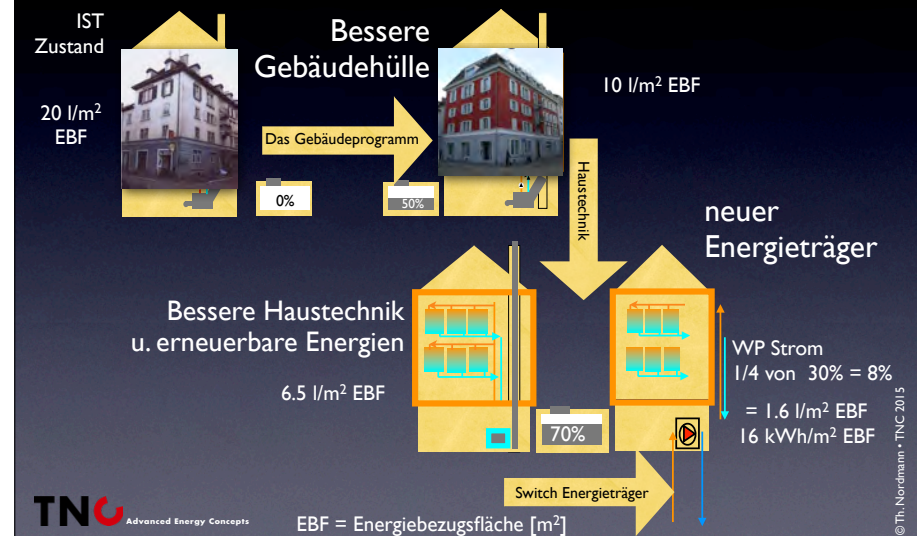 IST
Zustand
20 l/m² 
EBF
Bessere
Gebäudehülle
10 l/m² EBF
Das Gebäudeprogramm
0%
50%
Haustechnik
neuer
Energieträger
Bessere Haustechnik
u. erneuerbare Energien
6.5 l/m² EBF
WP Strom
1/4 von 30% = 8%
= 1.6 l/m² EBF
16 kWh/m² EBF
70%
Switch Energieträger
TNC Advanced Energy Concepts
EBF = Energiebezugsfläche [m²]
© Th. Nordmann • TNC 2015